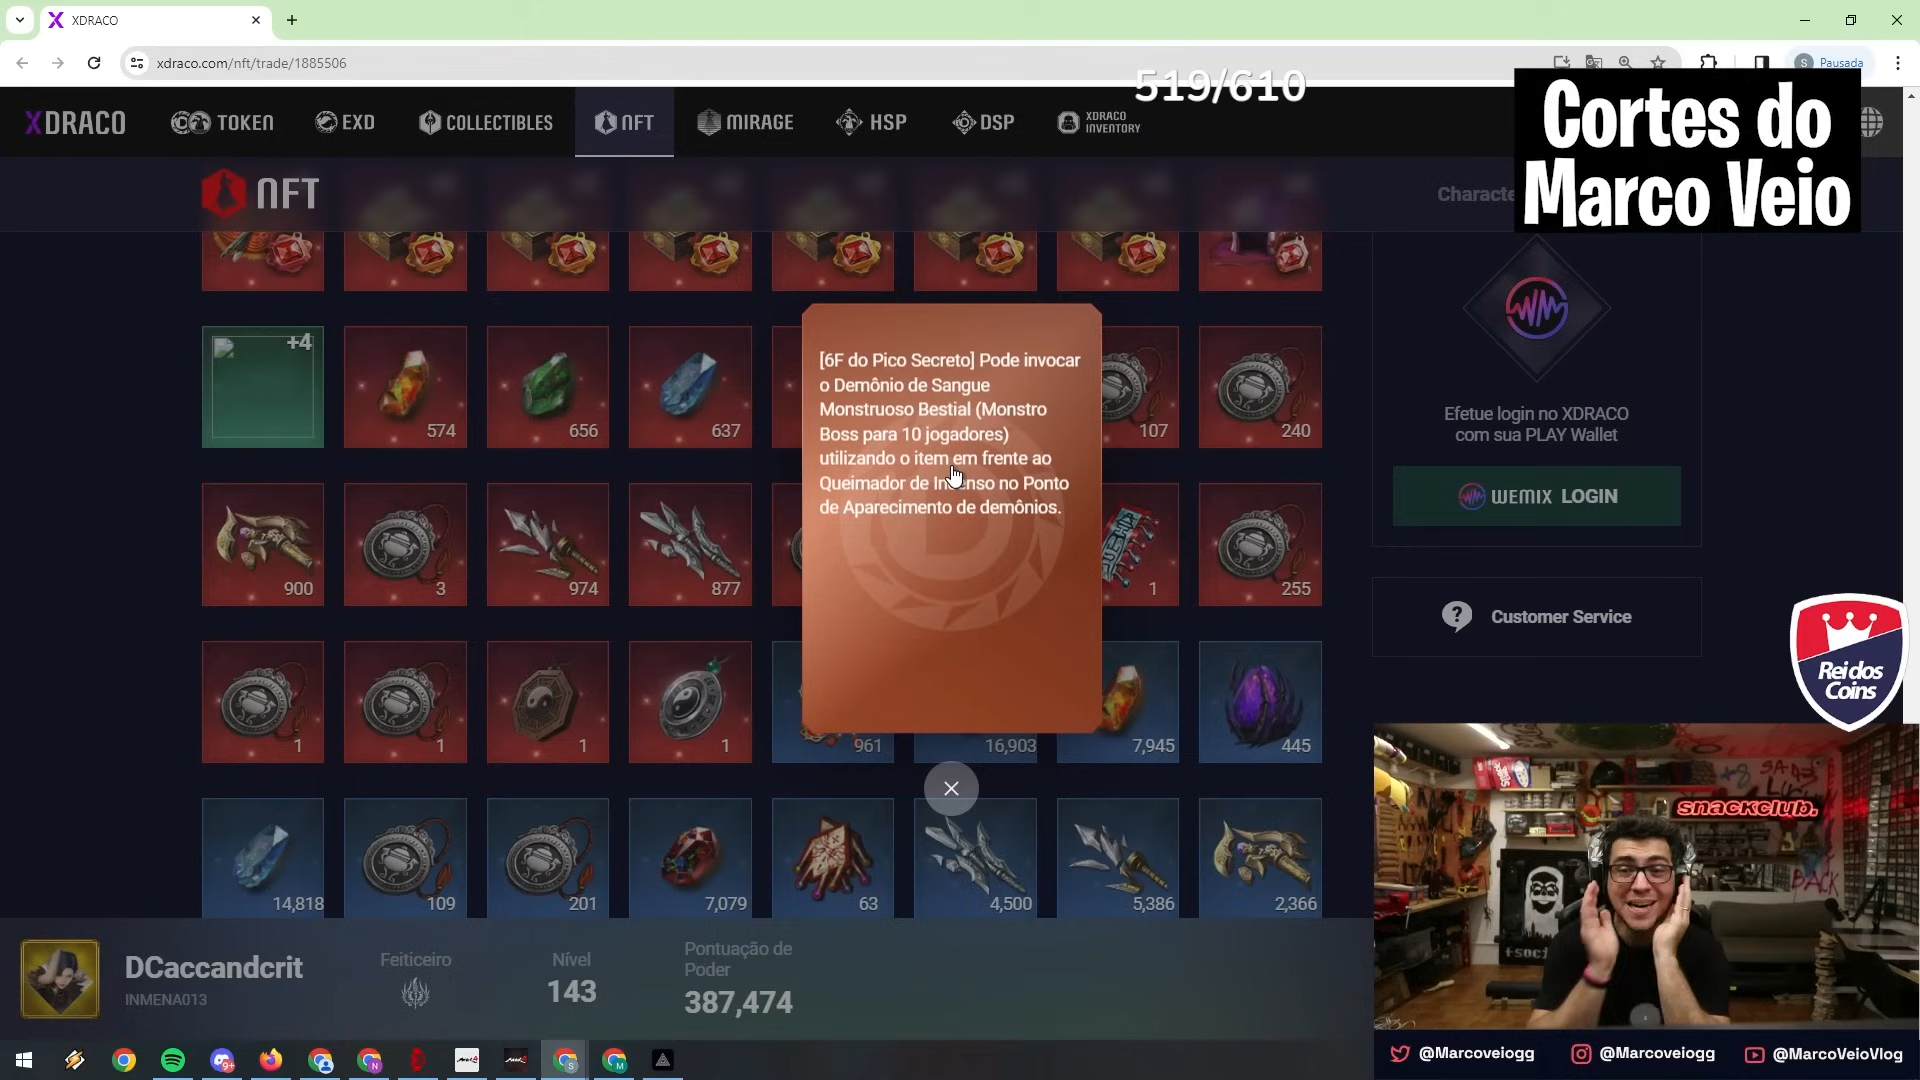 XDRACO
xdraco.com/nft/trade/1885506
S
Pausada
519/610
XDRACO
TOKEN
EXD
COLLECTIBLES
NFT
MIRAGE
HSP
DSP
XDRACO
INVENTORY
Cortes do
Marco Veio
NFT
Characte
+4
574
656
637
107
240
[6F do Pico Secreto] Pode invocar
o Demônio de Sangue
Monstruoso Bestial (Monstro
Boss para 10 jogadores)
utilizando o item em frente ao
Queimador de In enso no Ponto
de Aparecimento de demônios.
Efetue login no XDRACO
com sua PLAY Wallet
WEMIX LOGIN
900
3
974
877
1
255
? Customer Service
Rei dos
Coins
1
1
1
1
961
16,903
7,945
445
14,818
109
201
7,079
63
4,500
5,386
2,366
snackclub.
DCaccandcrit
INMENA013
Feiticeiro
Nível
143
Pontuação de
Poder
387,474
@Marcoveiogg
@Marcoveiogg
@MarcoVeioVlog